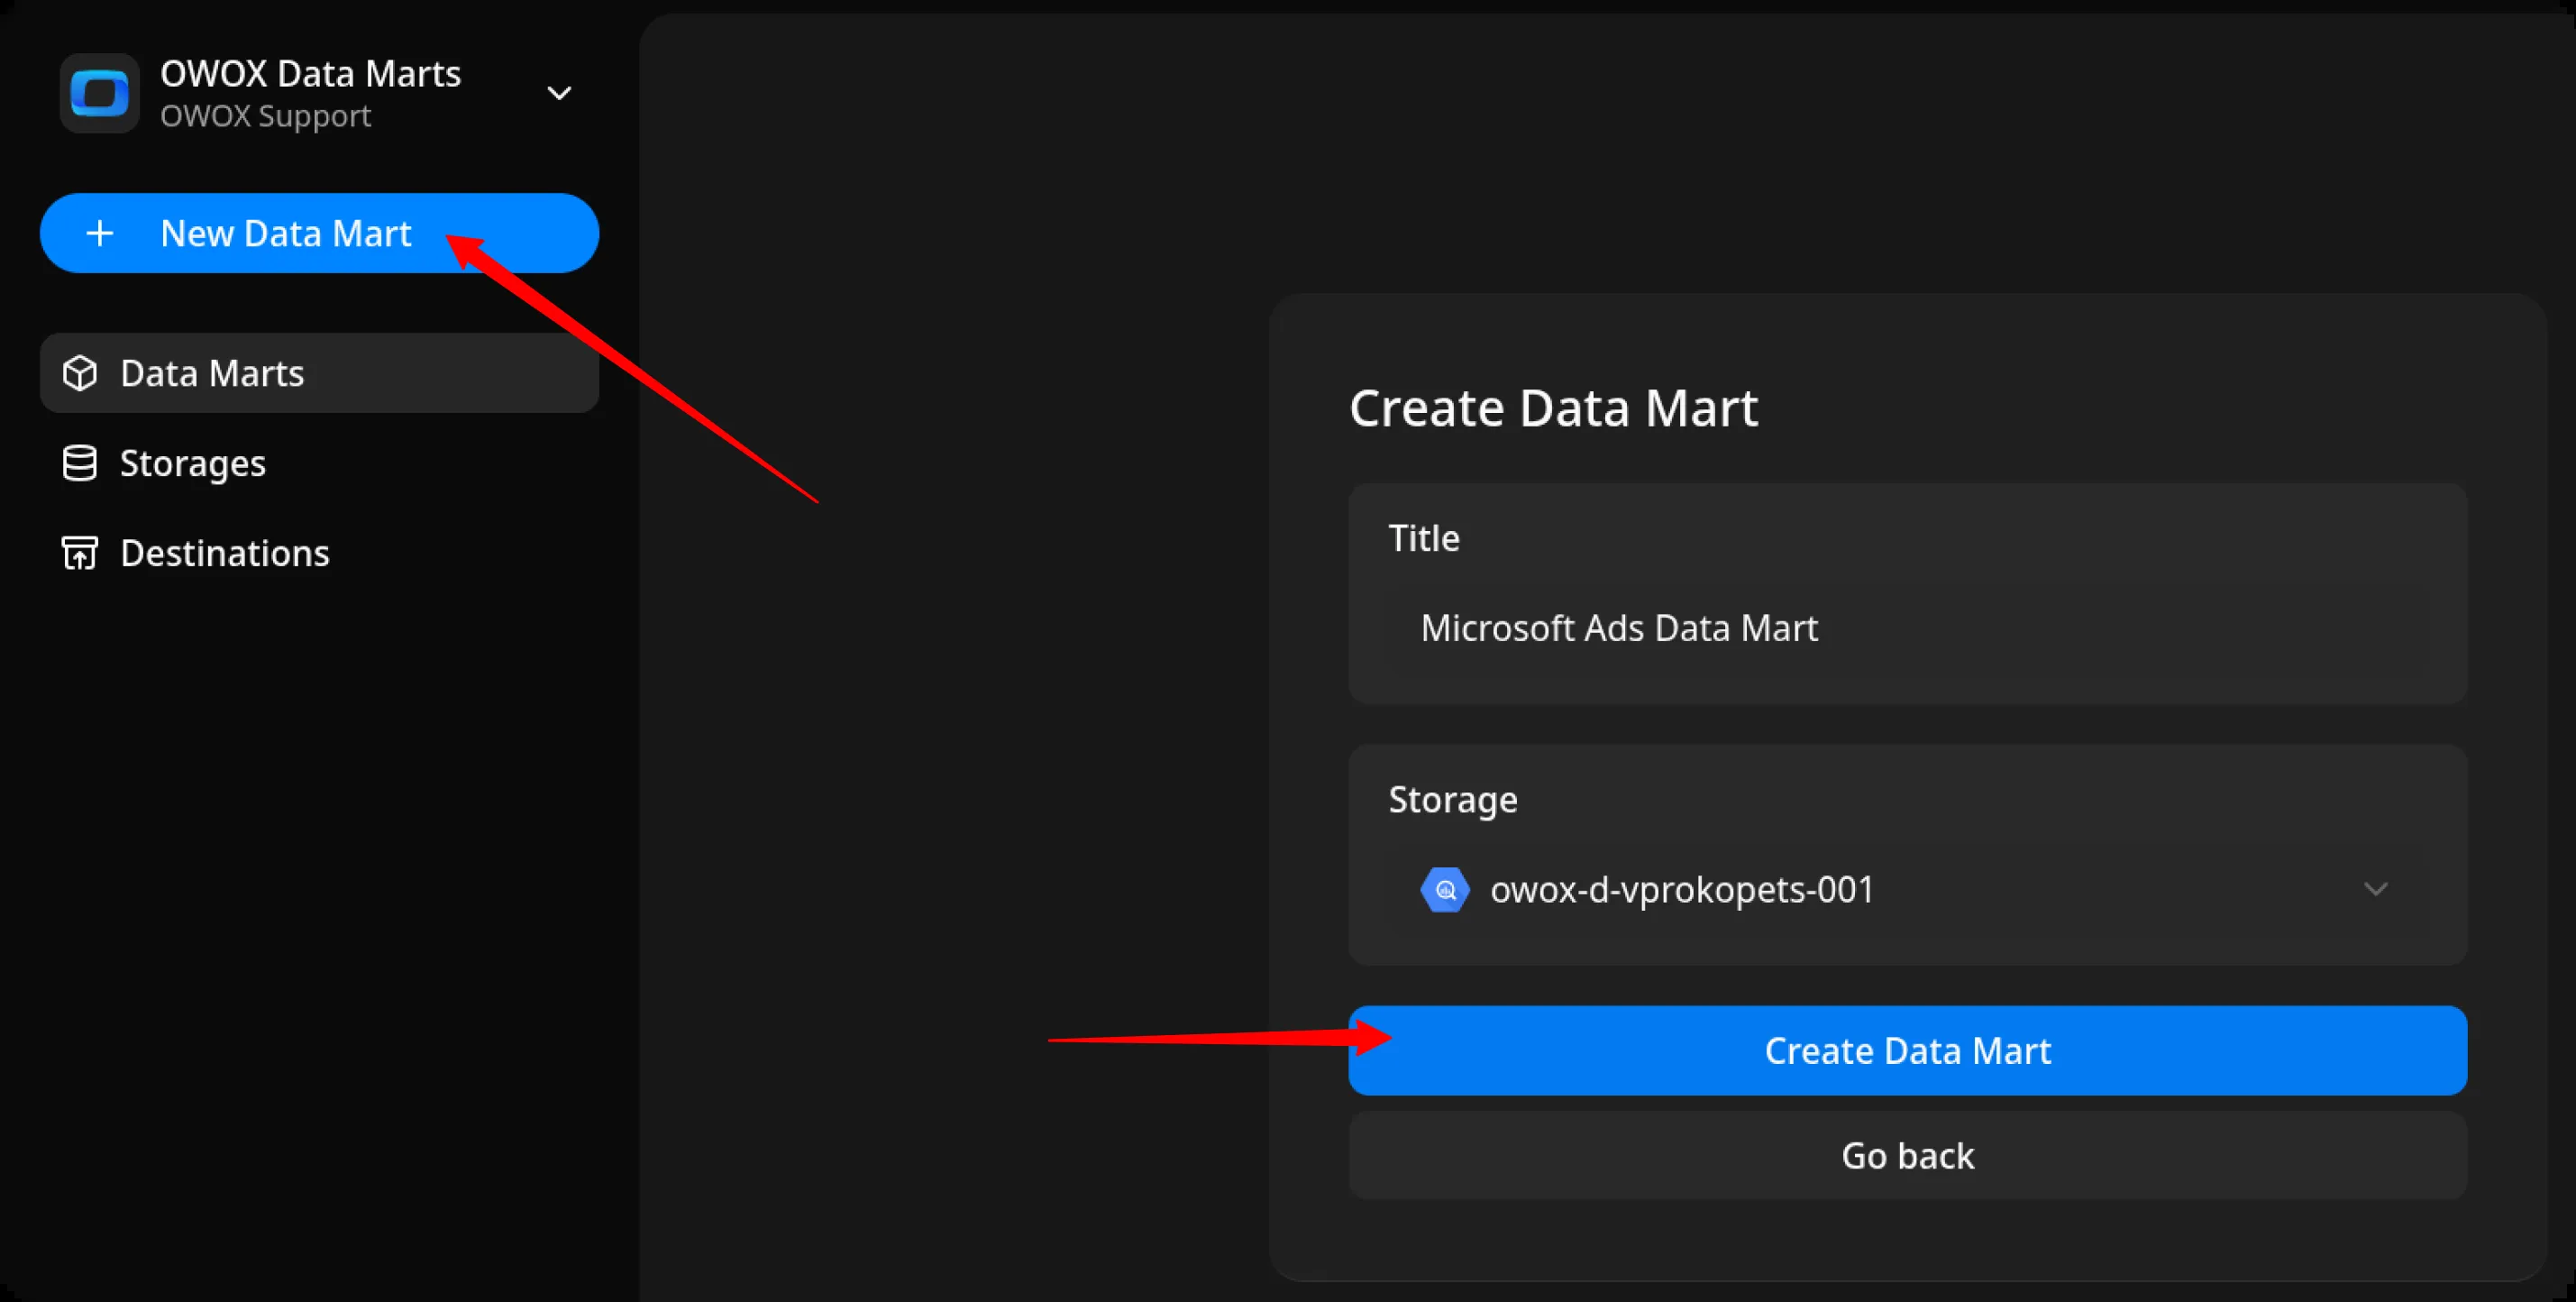 OWOX Data Marts
OWOX Support
New Data Mart
Data Marts
Storages
Destinations
Create Data Mart
Title
Microsoft Ads Data Mart
Storage
owox-d-vprokopets-001
Create Data Mart
Go back